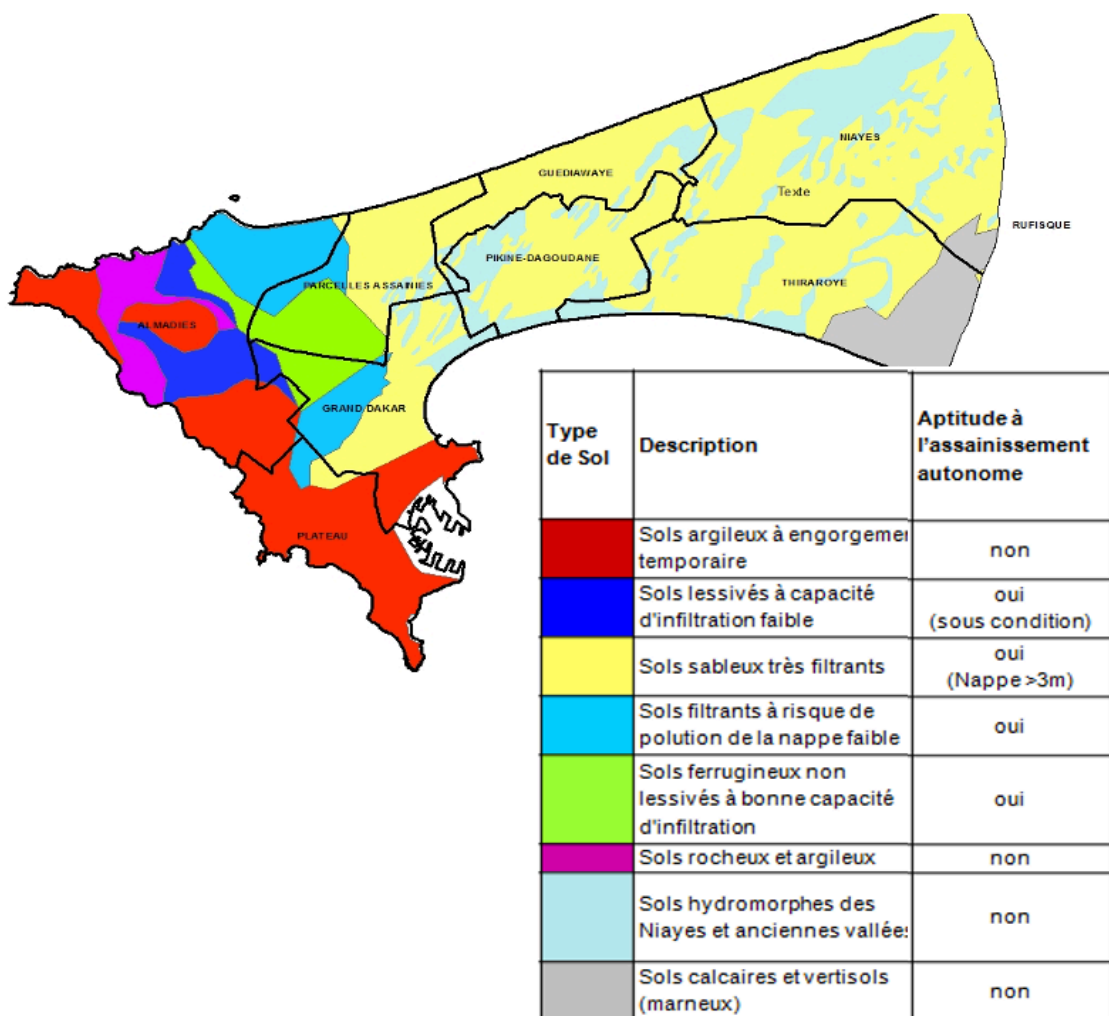 NIAYES
GUEDIAWAYE
Texte
RUFISQUE
PIKINE-DAGOUDANE
THIRAROYE
PARCELLES ASSAINIES
ALMADIES
GRAND DAKAR
PLATEAU
Type de Sol
Description
Aptitude à l'assainissement autonome
Sols argileux à engorgemer
temporaire
non
Sols lessivés à capacité
d'infiltration faible
oui
(sous condition)
Sols sableux très filtrants
oui
(Nappe >3m)
Sols filtrants à risque de
polution de la nappe faible
oui
Sols ferrugineux non
lessivés à bonne capacité
d'infiltration
oui
Sols rocheux et argileux
non
Sols hydromorphes des
Niayes et anciennes vallées
non
Sols calcaires et vertisols
(marneux)
non